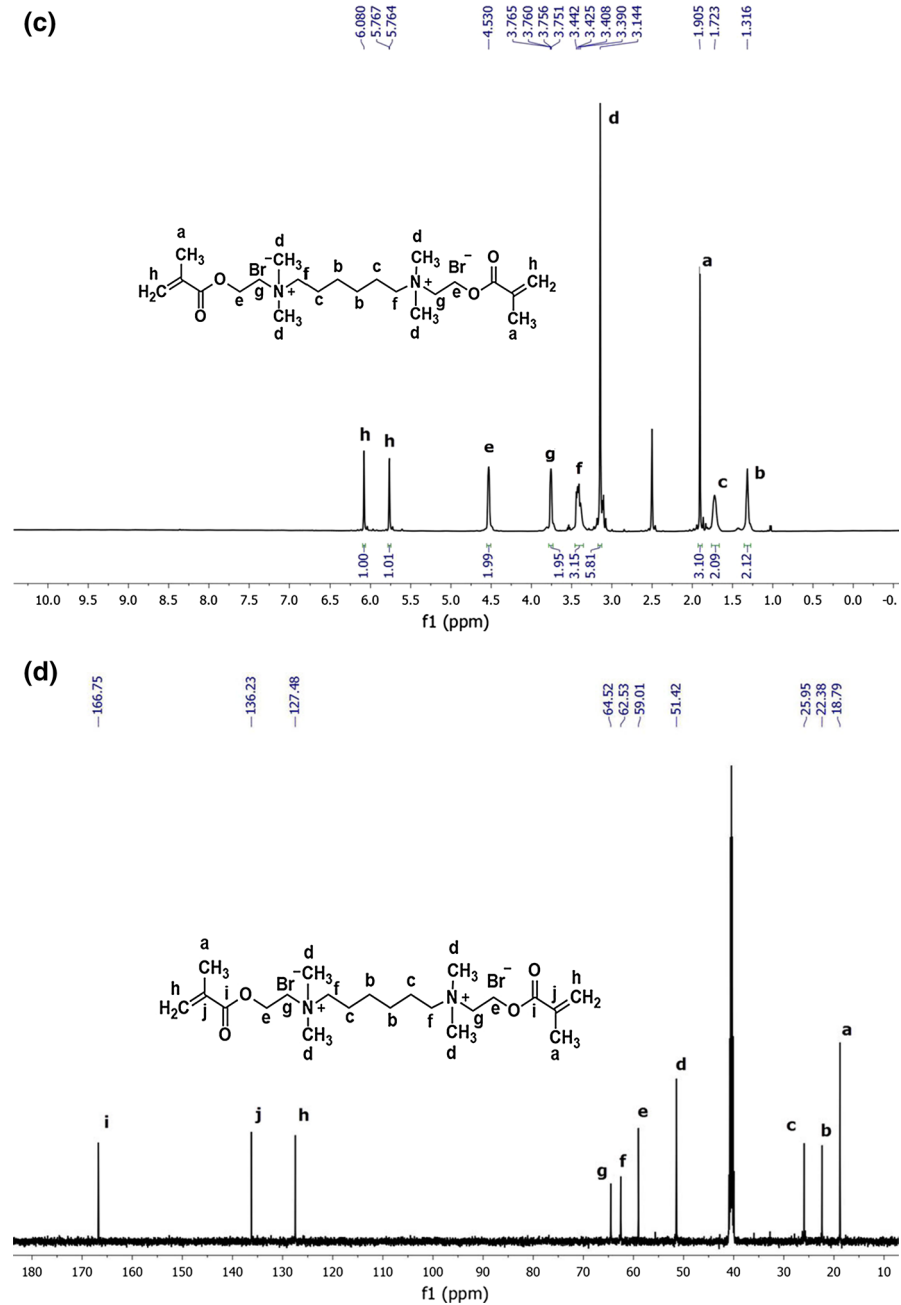 (c)
6.080
5.767
5.764
4.530
3.765
3.760
3.756
3.751
3.442
3.425
3.408
3.390
3.144
1.905
1.723
1.316
d
a
CH₃
h
H₂C
O
O
e
g
Br⁻
d
CH₃
N⁺
CH₃
d
f
c
b
b
c
f
d
CH₃
N⁺
CH₃
d
Br⁻
g
e
O
O
h
CH₂
CH₃
a
a
h
h
e
g
f
c
b
1.00
1.01
1.99
1.95
3.15
5.81
3.10
2.09
2.12
10.0 9.5 9.0 8.5 8.0 7.5 7.0 6.5 6.0 5.5 5.0 4.5 4.0 3.5 3.0 2.5 2.0 1.5 1.0 0.5 0.0 -0.
f1 (ppm)
(d)
166.75
136.23
127.48
64.52
62.53
59.01
51.42
25.95
22.38
18.79
a
CH₃
h
H₂C
j
i
O
O
e
g
Br⁻
d
CH₃
N⁺
CH₃
d
f
c
b
b
c
f
d
CH₃
N⁺
CH₃
d
Br⁻
g
e
O
O
i
j
h
CH₂
CH₃
a
i
j
h
g
f
e
d
c
b
a
180 170 160 150 140 130 120 110 100 90 80 70 60 50 40 30 20 10
f1 (ppm)